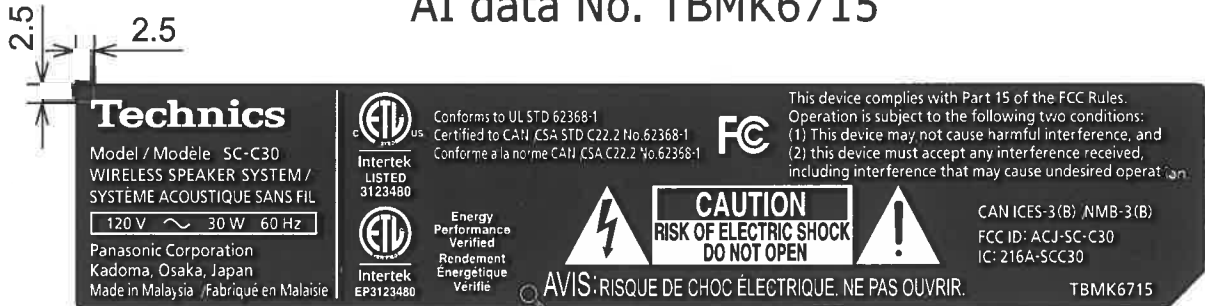 AI data No. TBMK6715
2.5
2.5
Technics
Model / Modèle SC-C30
WIRELESS SPEAKER SYSTEM /
SYSTÈME ACOUSTIQUE SANS FIL
120 V ∼ 30 W 60 Hz
Panasonic Corporation
Kadoma, Osaka, Japan
Made in Malaysia /Fabriqué en Malaisie
C ETL US
Intertek
LISTED
3123480
Conforms to UL STD 62368-1
Certified to CAN/CSA STD C22.2 No.62368-1
Conforme a la norme CAN/CSA C22.2 No.62368-1
ETL
Intertek
EP3123480
Energy
Performance
Verified
Rendement
Énergétique
Vérifié
FC
This device complies with Part 15 of the FCC Rules.
Operation is subject to the following two conditions:
(1) This device may not cause harmful interference, and
(2) this device must accept any interference received,
including interference that may cause undesired operation.
CAUTION
RISK OF ELECTRIC SHOCK
DO NOT OPEN
AVIS: RISQUE DE CHOC ÉLECTRIQUE. NE PAS OUVRIR.
CAN ICES-3(B) /NMB-3(B)
FCC ID: ACJ-SC-C30
IC: 216A-SCC30
TBMK6715